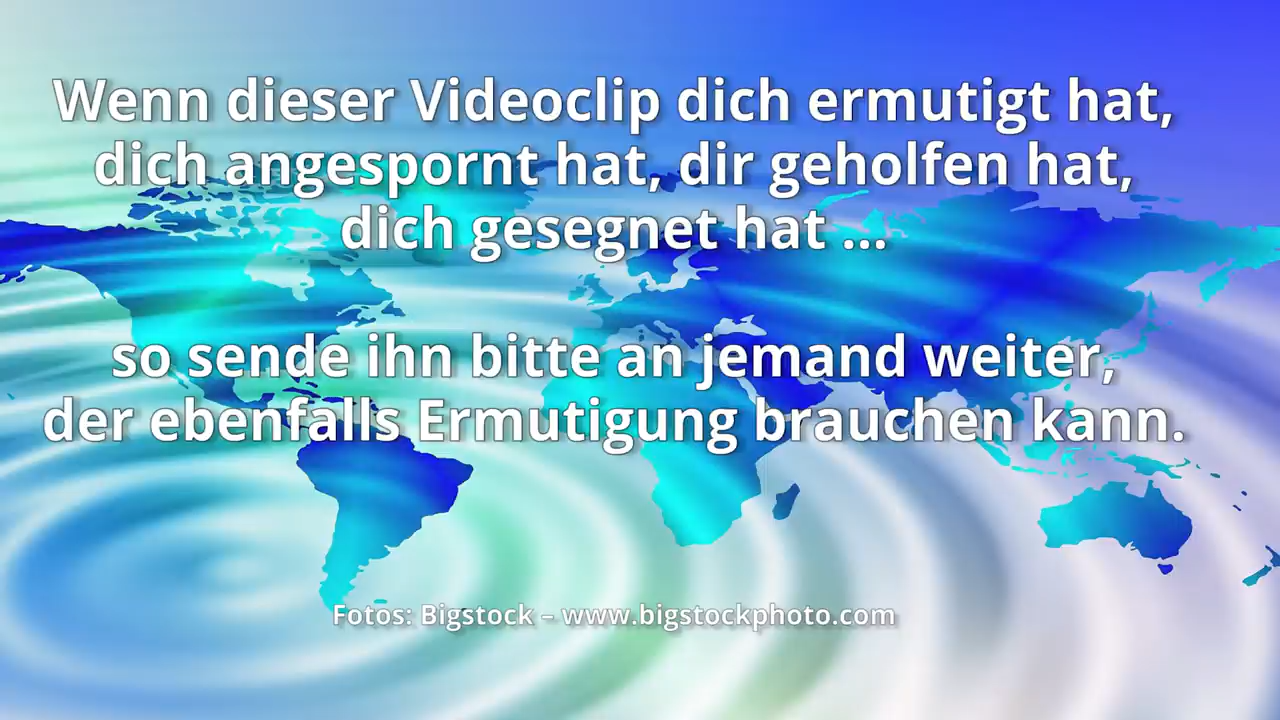 Wenn dieser Videoclip dich ermutigt hat,
dich angespornt hat, dir geholfen hat,
dich gesegnet hat ...
so sende ihn bitte an jemand weiter,
der ebenfalls Ermutigung brauchen kann.
Fotos: Bigstock – www.bigstockphoto.com